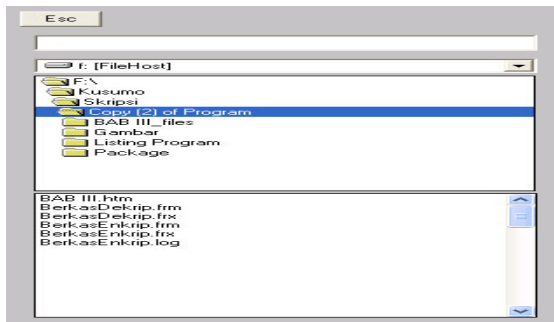 Esc
f: [FileHost]
F:\
Kusumo
Skripsi
Copy (2) of Program
BAB III_files
Gambar
Listing Program
Package
BAB III.htm
BerkasDekrip.frm
BerkasDekrip.frx
BerkasEnkrip.frm
BerkasEnkrip.frx
BerkasEnkrip.log